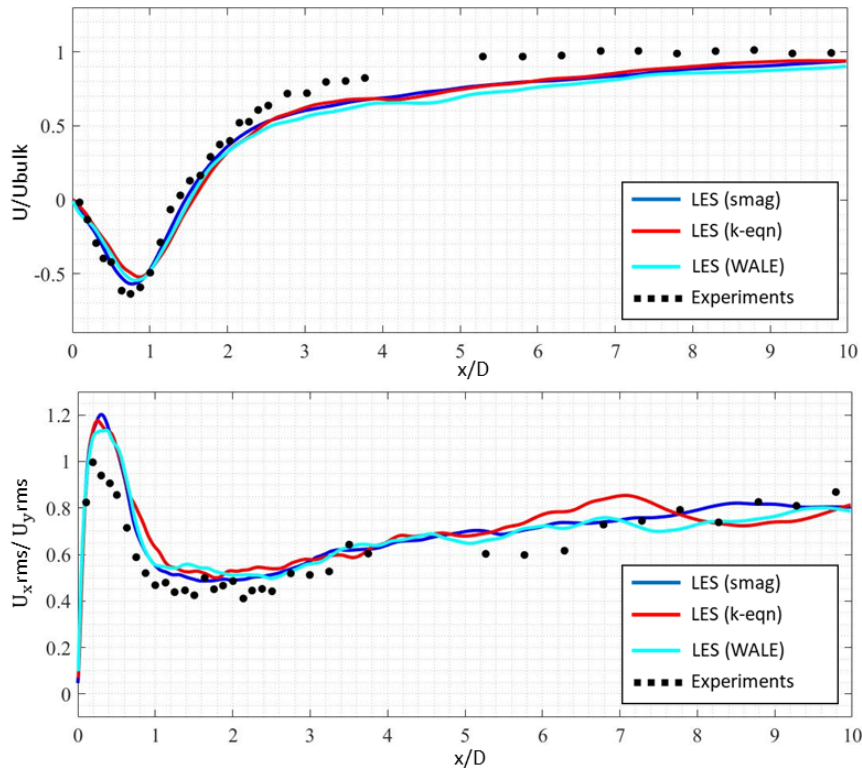 1
0.5
0
-0.5
U/Ubulk
0 1 2 3 4 5 6 7 8 9 10
x/D
LES (smag)
LES (k-eqn)
LES (WALE)
Experiments
1.2
1
0.8
0.6
0.4
0.2
0
Uxrms/ Uyrms
0 1 2 3 4 5 6 7 8 9 10
x/D
LES (smag)
LES (k-eqn)
LES (WALE)
Experiments